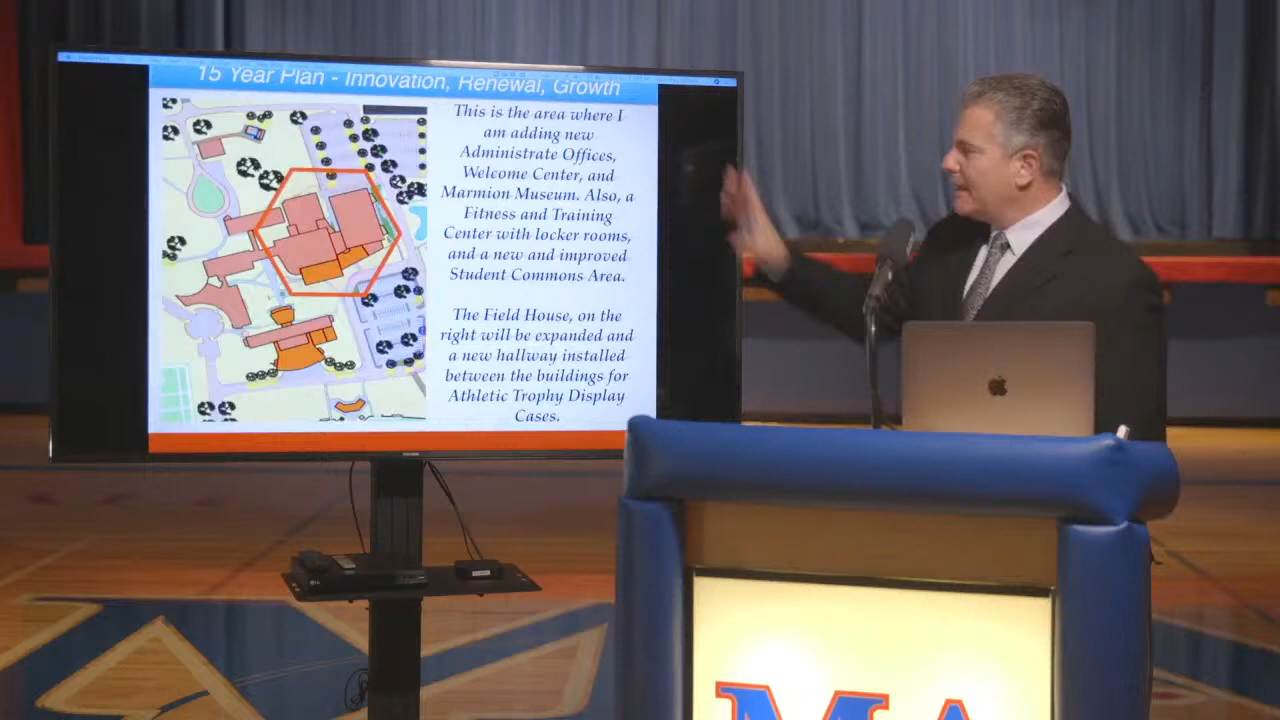 15 Year Plan - Innovation, Renewal, Growth
This is the area where I
am adding new
Administrate Offices,
Welcome Center, and
Marmion Museum. Also, a
Fitness and Training
Center with locker rooms,
and a new and improved
Student Commons Area.
The Field House, on the
right will be expanded and
a new hallway installed
between the buildings for
Athletic Trophy Display
Cases.
MA